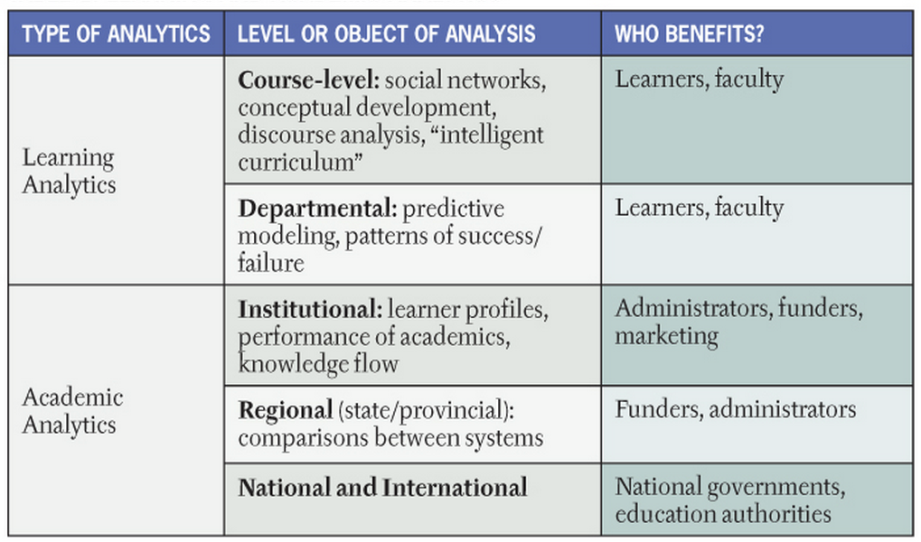 TYPE OF ANALYTICS
LEVEL OR OBJECT OF ANALYSIS
WHO BENEFITS?
Learning
Analytics
Course-level: social networks,
conceptual development,
discourse analysis, “intelligent
curriculum”
Learners, faculty
Departmental: predictive
modeling, patterns of success/
failure
Learners, faculty
Academic
Analytics
Institutional: learner profiles,
performance of academics,
knowledge flow
Administrators, funders,
marketing
Regional (state/provincial):
comparisons between systems
Funders, administrators
National and International
National governments,
education authorities